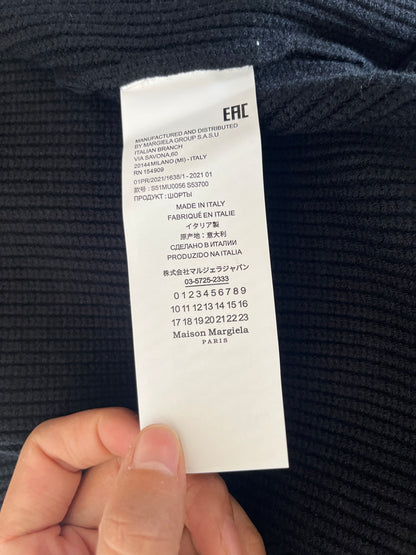 EAC
MANUFACTURED AND DISTRIBUTED
BY MARGIELA GROUP S.A.S.U
ITALIAN BRANCH
VIA SAVONA,60
20144 MILANO (MI) - ITALY
RN 154909
01PR/2021/1638/1 - 2021 01
款号 : S51MU0056 S53700
ПРОДУКТ : ШОРТЫ
MADE IN ITALY
FABRIQUÉ EN ITALIE
イタリア製
原产地: 意大利
СДЕЛАНО В ИТАЛИИ
PRODUZIDO NA ITALIA
株式会社マルジェラジャパン
03-5725-2333
0 1 2 3 4 5 6 7 8 9
10 11 12 13 14 15 16
17 18 19 20 21 22 23
Maison Margiela
PARIS